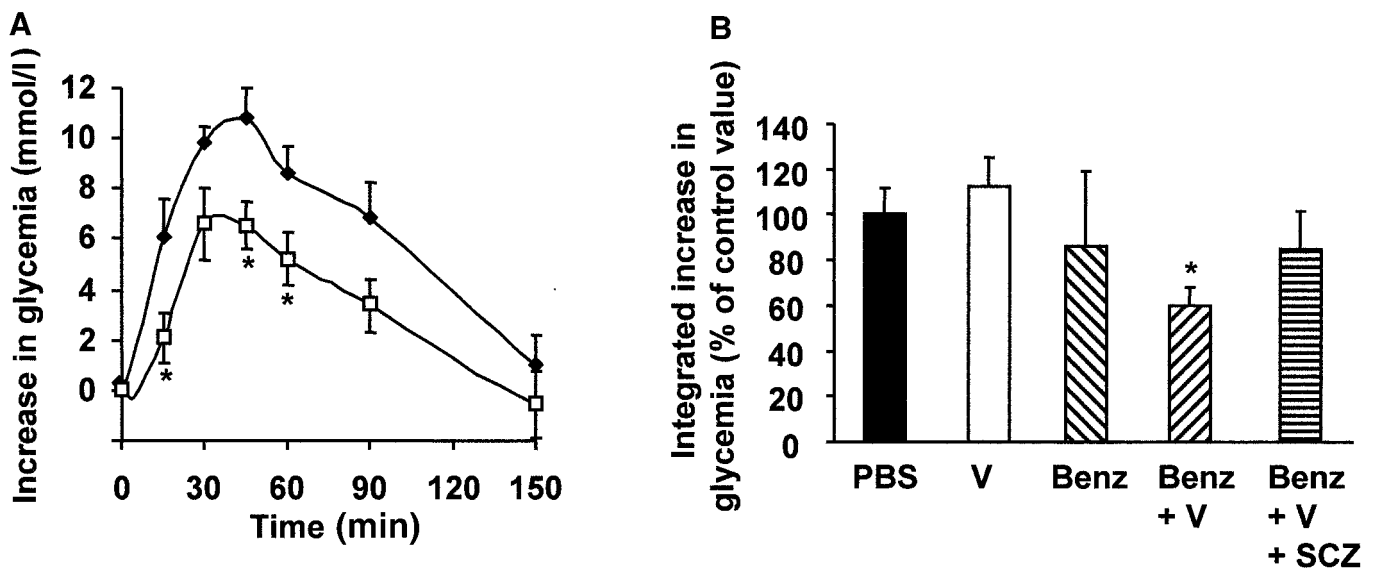 A
Increase in glycemia (mmol/l)
12
10
8
6
4
2
0
*
*
*
0 30 60 90 120 150
Time (min)
B
Integrated increase in
glycemia (% of control value)
140
120
100
80
60
40
20
0
*
PBS V Benz Benz Benz
+ V + V
+ SCZ